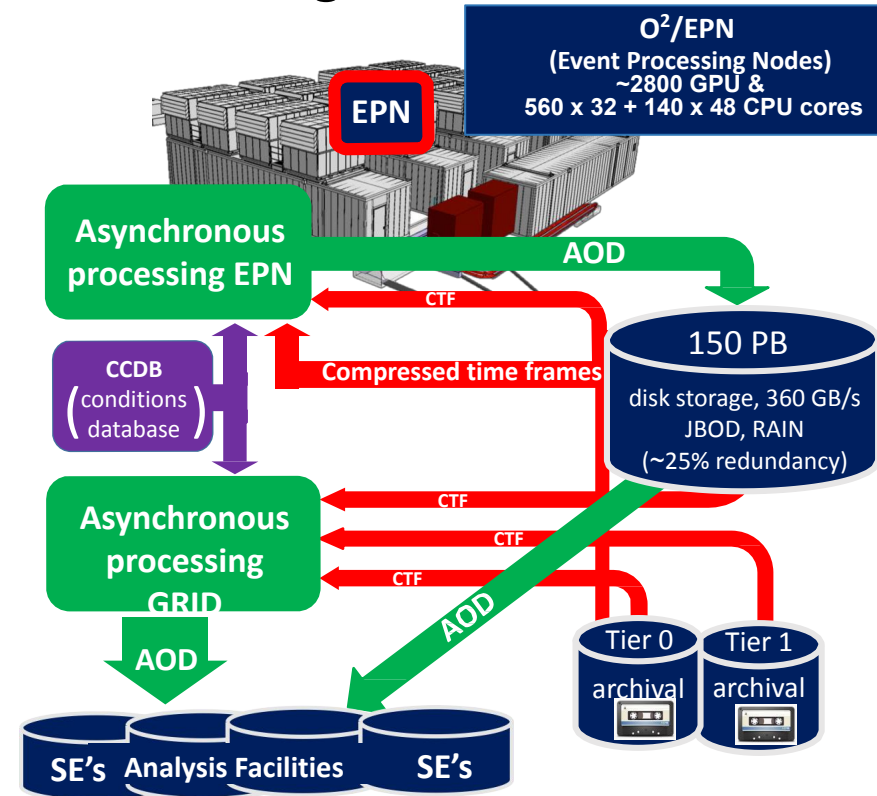 O²/EPN
(Event Processing Nodes)
~2800 GPU &
560 x 32 + 140 x 48 CPU cores
EPN
Asynchronous
processing EPN
AOD
CTF
150 PB
disk storage, 360 GB/s
JBOD, RAIN
(~25% redundancy)
Compressed time frames
CCDB
(conditions
database)
CTF
Asynchronous
processing
GRID
CTF
CTF
AOD
AOD
Tier 0
archival
Tier 1
archival
SE's
Analysis Facilities
SE's